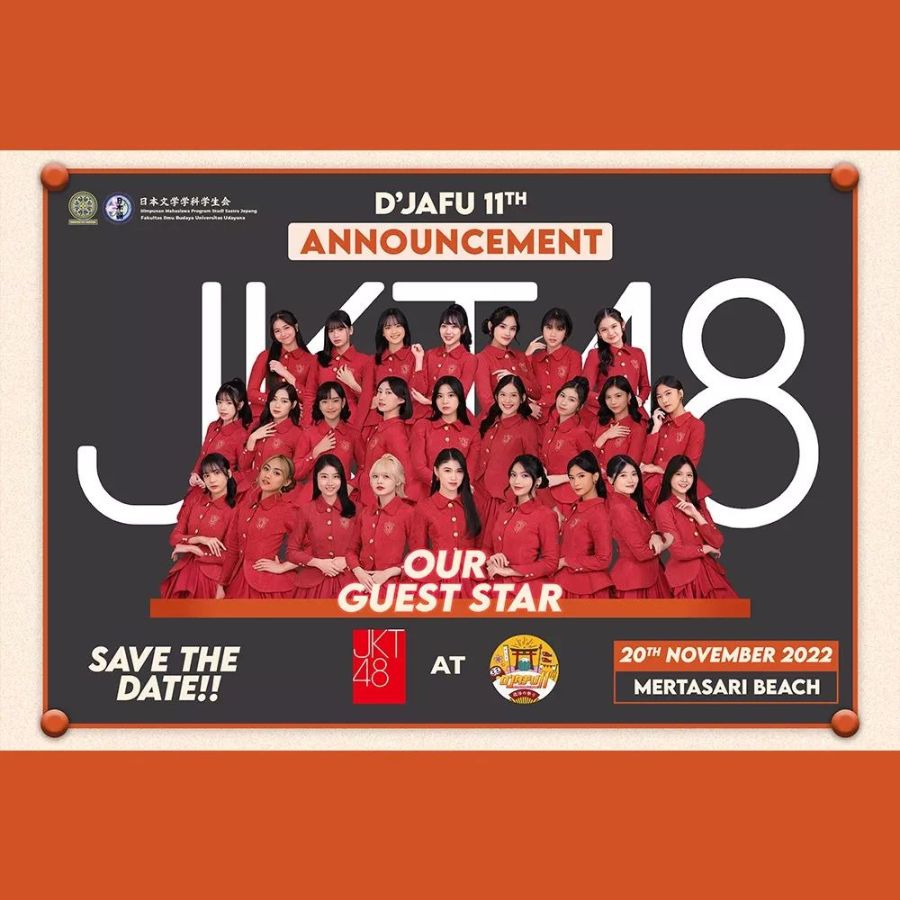 日本文学学科学生会
Himpunan Mahasiswa Program Studi Sastra Jepang
Fakultas Ilmu Budaya Universitas Udayana
D'JAFU 11TH
ANNOUNCEMENT
JKT48
OUR
GUEST STAR
SAVE THE
DATE!!
JKT
48
AT
D'JAFU 11
20TH NOVEMBER 2022
MERTASARI BEACH